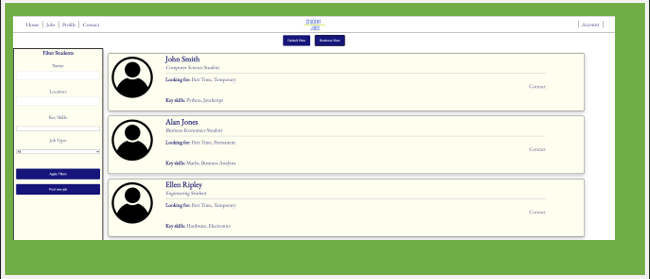 Home | Jobs | Profile | Contact
STUDENT
JOBS
| Account |
Default View
Business View
Filter Students
Name
Location
Key Skills
Job Type:
All
Apply Filters
Post new job
John Smith
Computer Science Student
Looking for: Part Time, Temporary
Contact
Key skills: Python, JavaScript
Alan Jones
Business Economics Student
Looking for: Part Time, Permanent
Contact
Key skills: Maths, Business Analysis
Ellen Ripley
Engineering Student
Looking for: Part Time, Temporary
Contact
Key skills: Hardware, Electronics